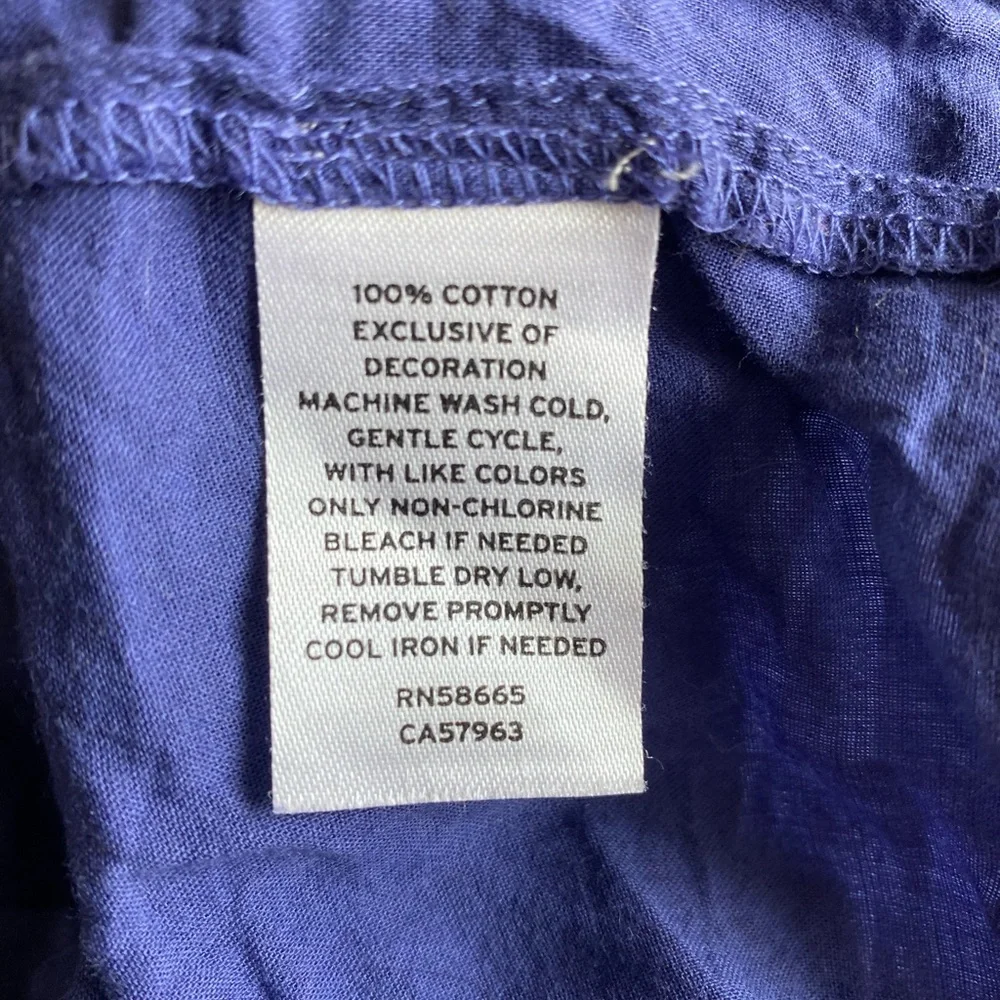 100% COTTON
EXCLUSIVE OF
DECORATION
MACHINE WASH COLD,
GENTLE CYCLE,
WITH LIKE COLORS
ONLY NON-CHLORINE
BLEACH IF NEEDED
TUMBLE DRY LOW,
REMOVE PROMPTLY
COOL IRON IF NEEDED
RN58665
CA57963